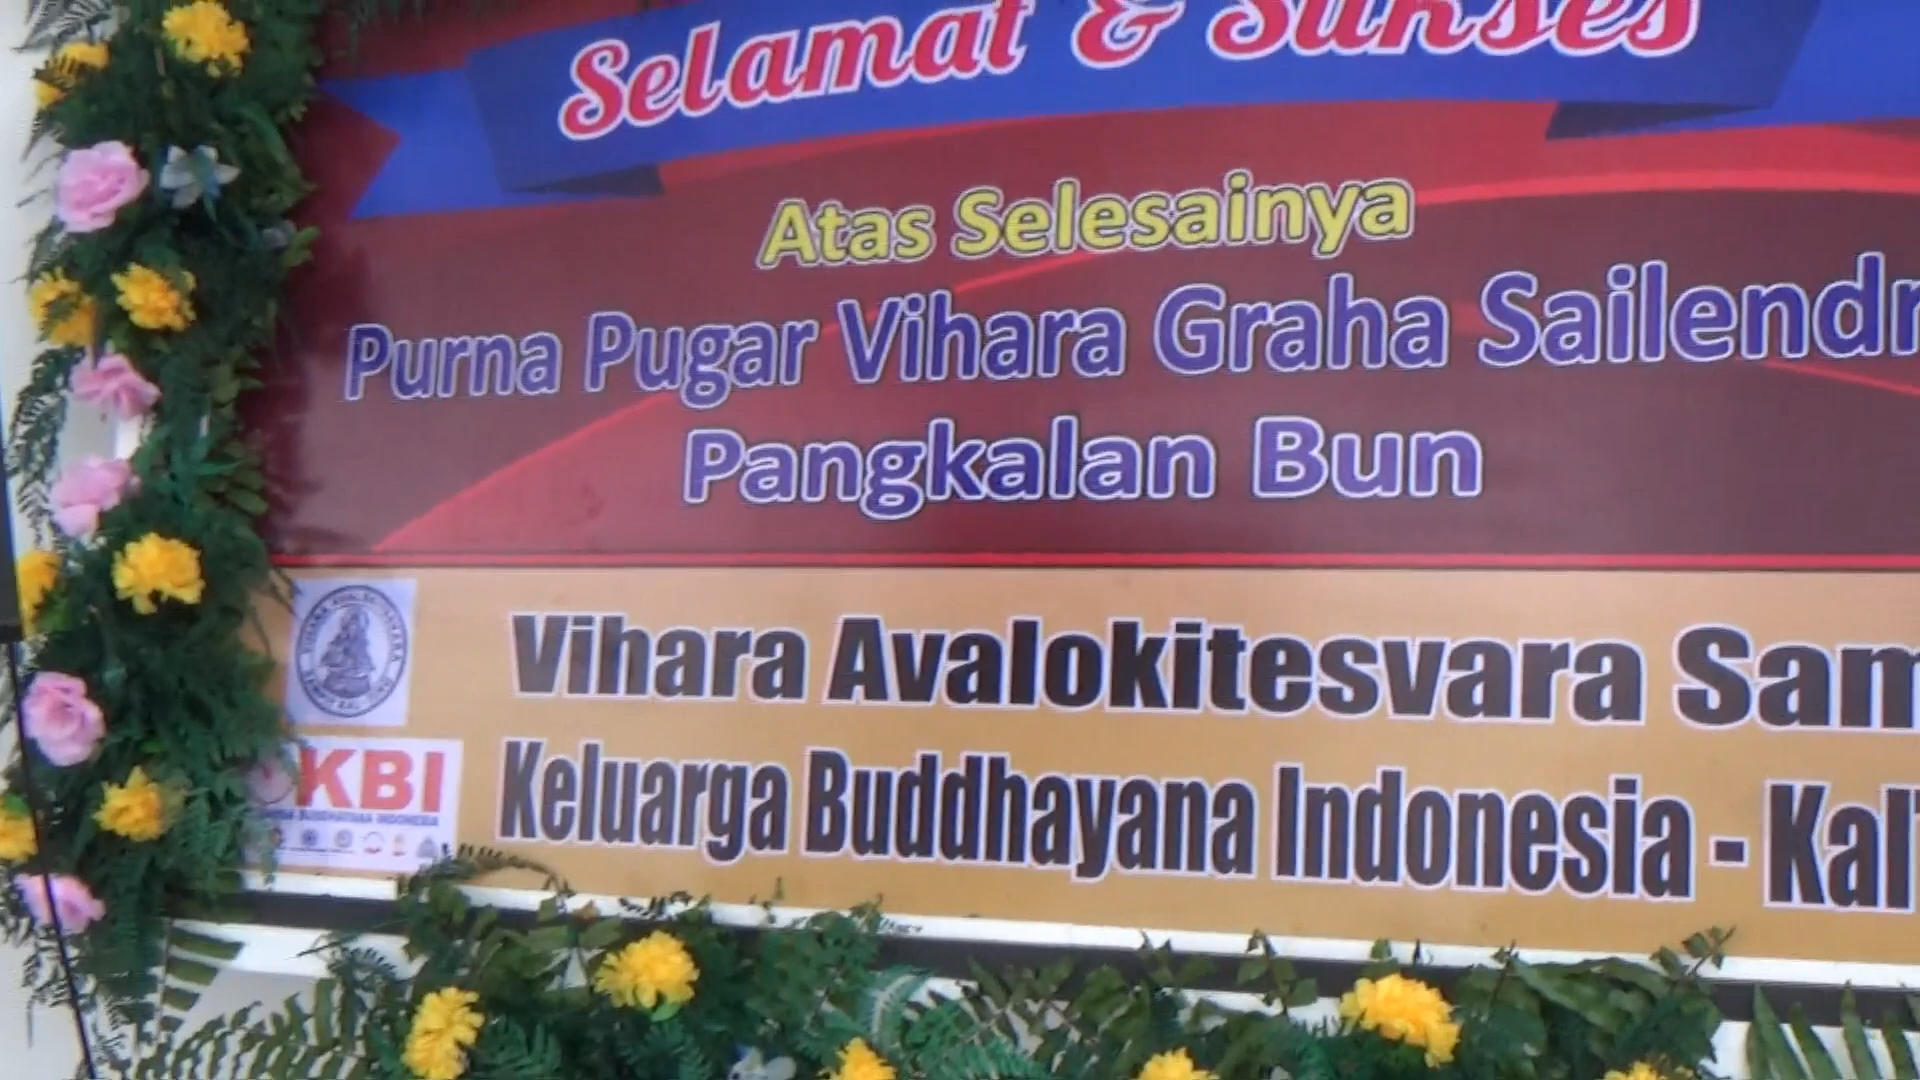 Selamat & Sukses
Atas Selesainya
Purna Pugar Vihara Graha Sailendr
Pangkalan Bun
Vihara Avalokitesvara Sam
KBI
Keluarga Buddhayana Indonesia - Kal